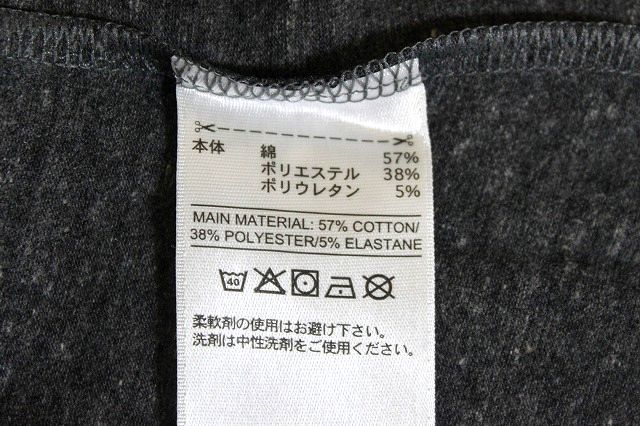 本体 綿 57%
ポリエステル 38%
ポリウレタン 5%
MAIN MATERIAL: 57% COTTON/
38% POLYESTER/5% ELASTANE
40
柔軟剤の使用はお避け下さい。
洗剤は中性洗剤をご使用ください。